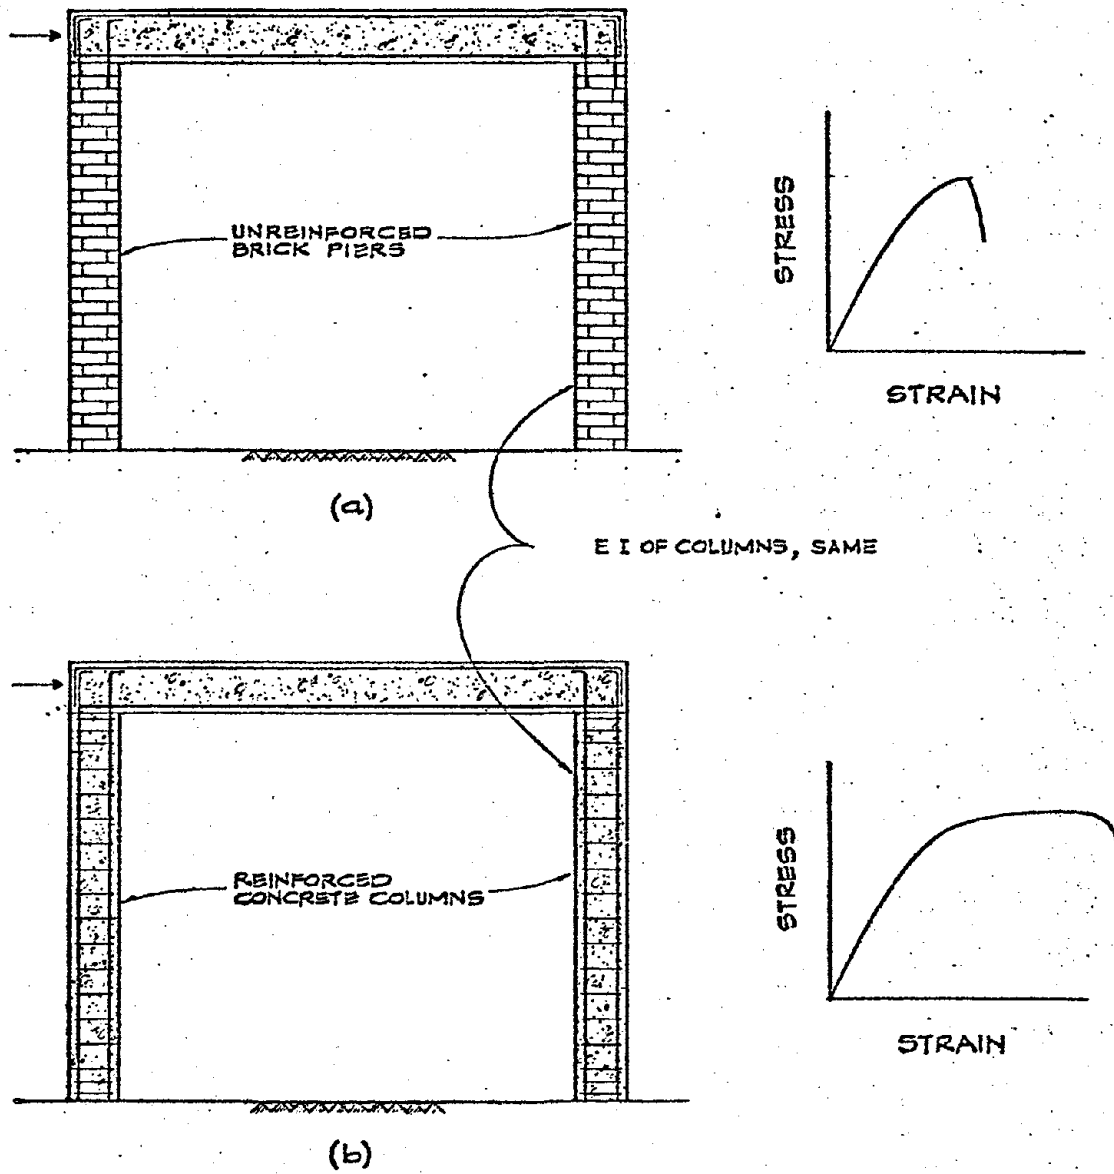 UNREINFORCED
BRICK PIERS
STRESS
STRAIN
(a)
E I OF COLUMNS, SAME
REINFORCED
CONCRETE COLUMNS
STRESS
STRAIN
(b)